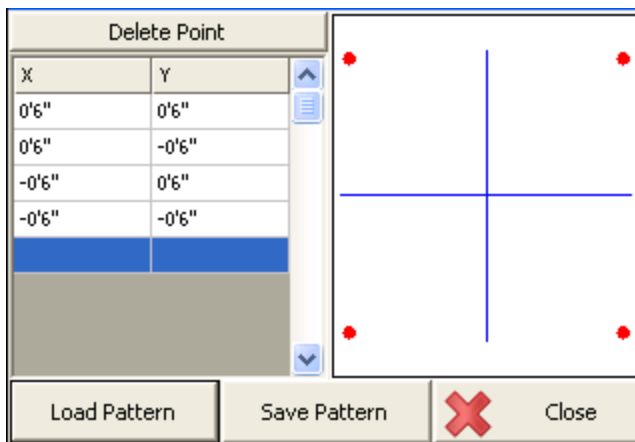 Delete Point
X Y
0'6" 0'6"
0'6" -0'6"
-0'6" 0'6"
-0'6" -0'6"
Load Pattern Save Pattern Close